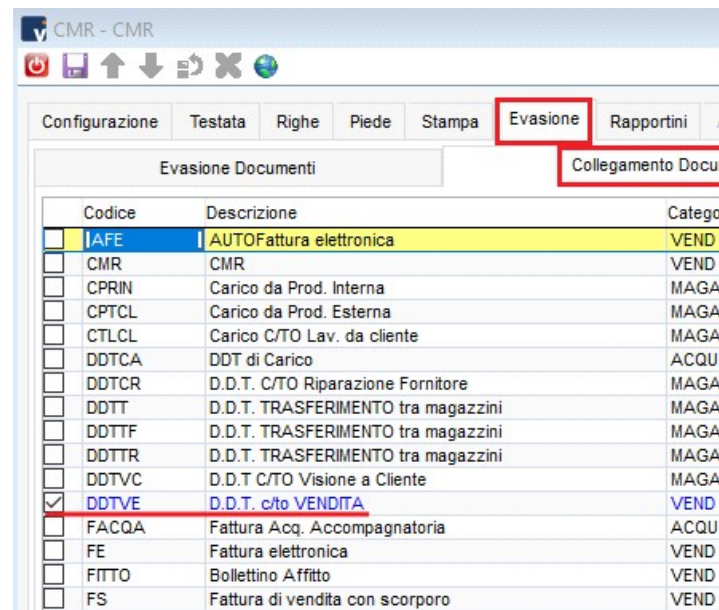 CMR - CMR
Configurazione Testata Righe Piede Stampa Evasione Rapportini
Evasione Documenti Collegamento Docu
Codice Descrizione Catego
AFE AUTOFattura elettronica VEND
CMR CMR VEND
CPRIN Carico da Prod. Interna MAGA
CPTCL Carico da Prod. Esterna MAGA
CTLCL Carico C/TO Lav. da cliente MAGA
DDTCA DDT di Carico ACQU
DDTCR D.D.T. C/TO Riparazione Fornitore MAGA
DDTT D.D.T. TRASFERIMENTO tra magazzini MAGA
DDTTF D.D.T. TRASFERIMENTO tra magazzini MAGA
DDTTR D.D.T. TRASFERIMENTO tra magazzini MAGA
DDTVC D.D.T C/TO Visione a Cliente MAGA
DDTVE D.D.T. c/to VENDITA VEND
FACQA Fattura Acq. Accompagnatoria ACQU
FE Fattura elettronica VEND
FITTO Bollettino Affitto VEND
FS Fattura di vendita con scorporo VEND